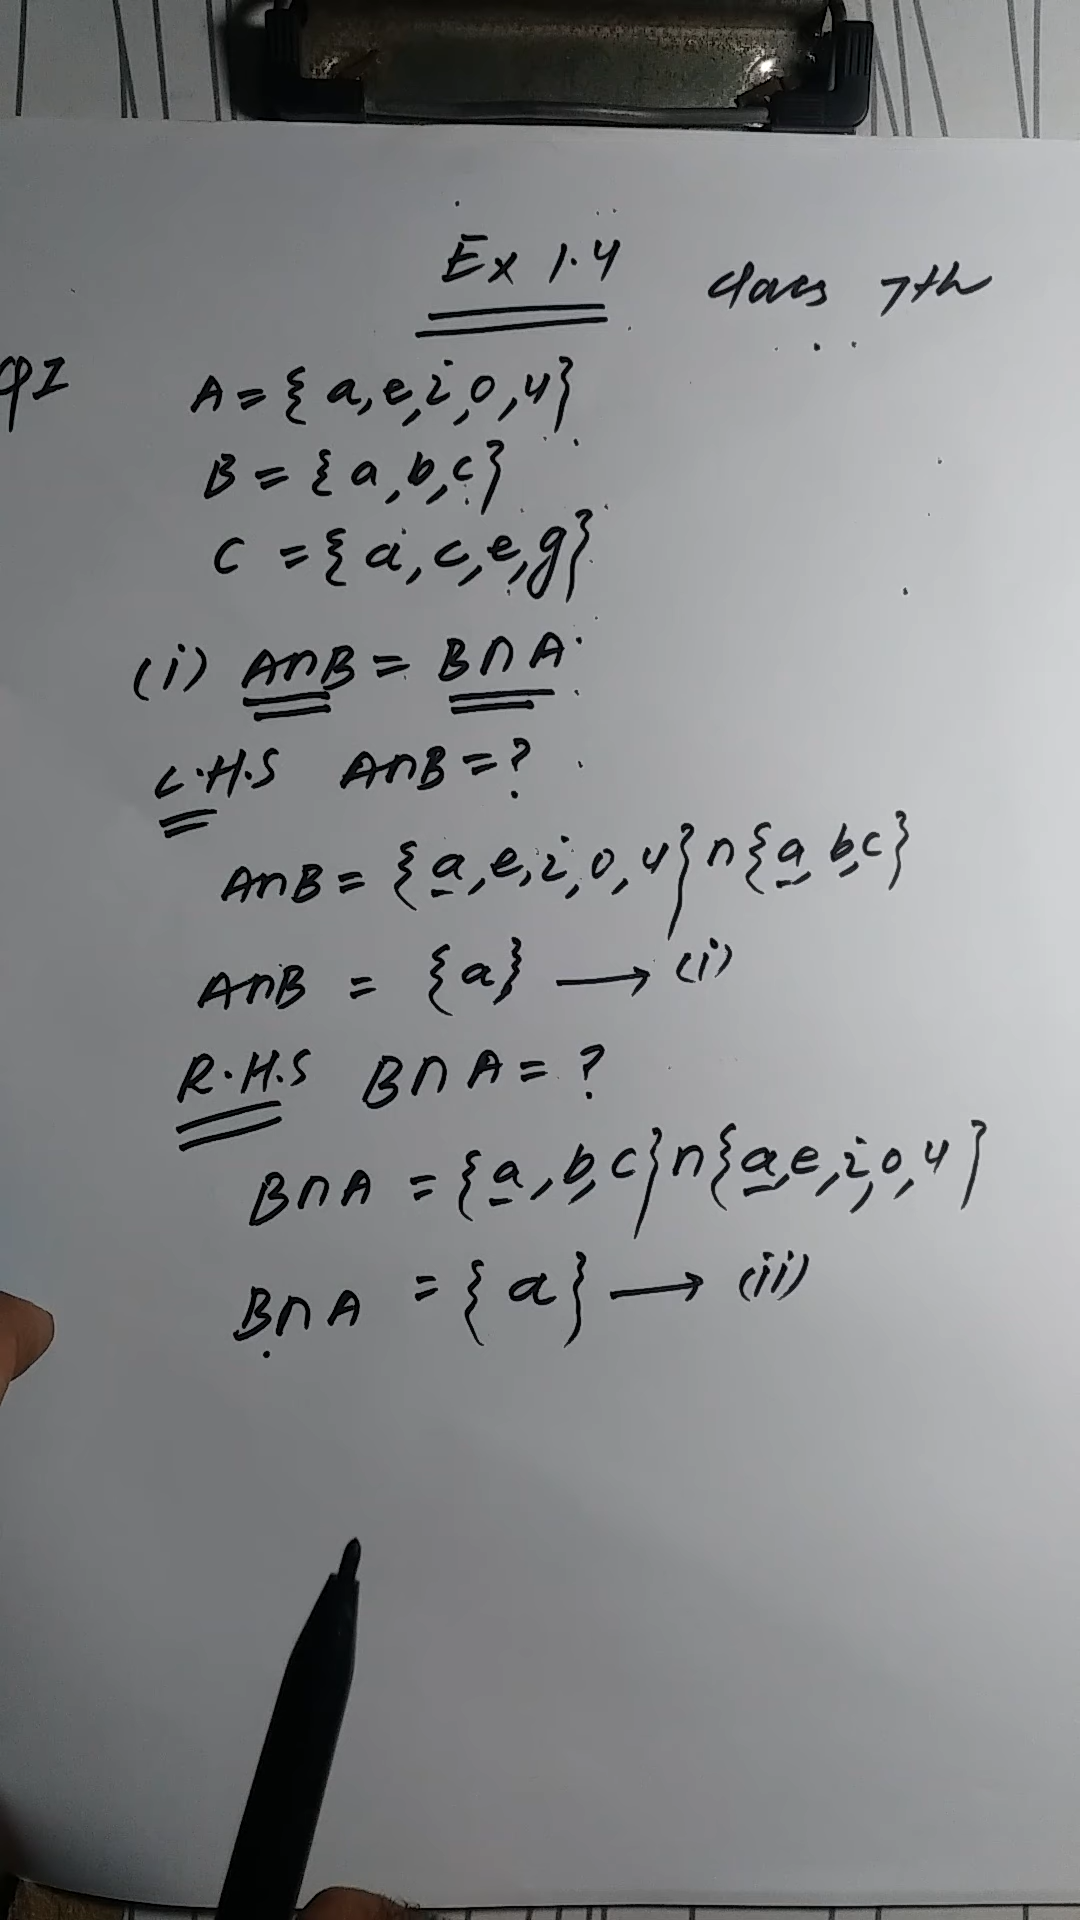 Ex 1.4 class 7th
Q1 A = { a, e, i, o, u }
B = { a, b, c }
C = { a, c, e, g }
(i) A∩B = B∩A
L.H.S A∩B = ?
A∩B = { a, e, i, o, u } ∩ { a, b, c }
A∩B = { a } → (i)
R.H.S B∩A = ?
B∩A = { a, b, c } ∩ { a, e, i, o, u }
B∩A = { a } → (ii)